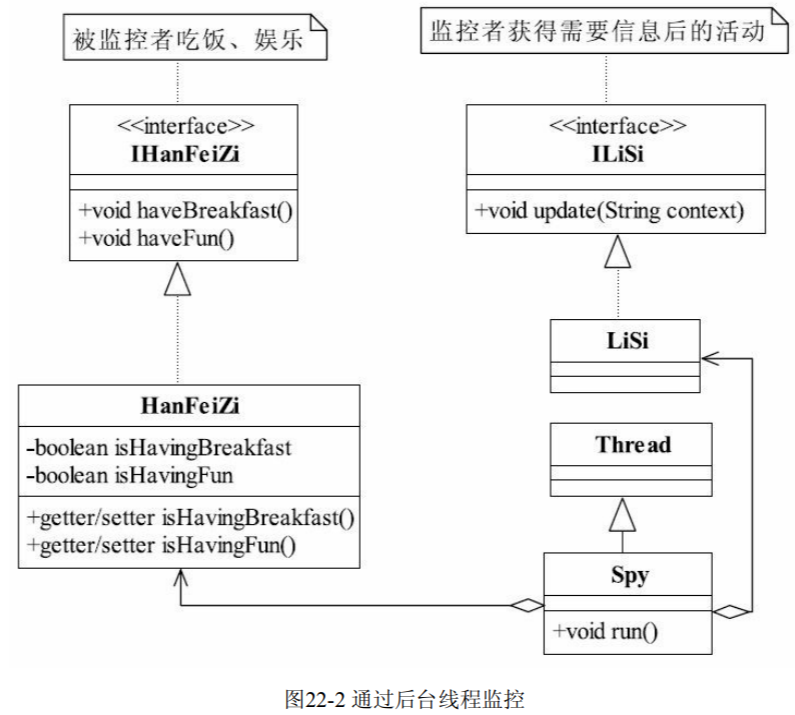 被监控者吃饭、娱乐
<<interface>>
IHanFeiZi
+void haveBreakfast()
+void haveFun()
HanFeiZi
-boolean isHavingBreakfast
-boolean isHavingFun
+getter/setter isHavingBreakfast()
+getter/setter isHavingFun()
监控者获得需要信息后的活动
<<interface>>
ILiSi
+void update(String context)
LiSi
Thread
Spy
+void run()
图22-2 通过后台线程监控